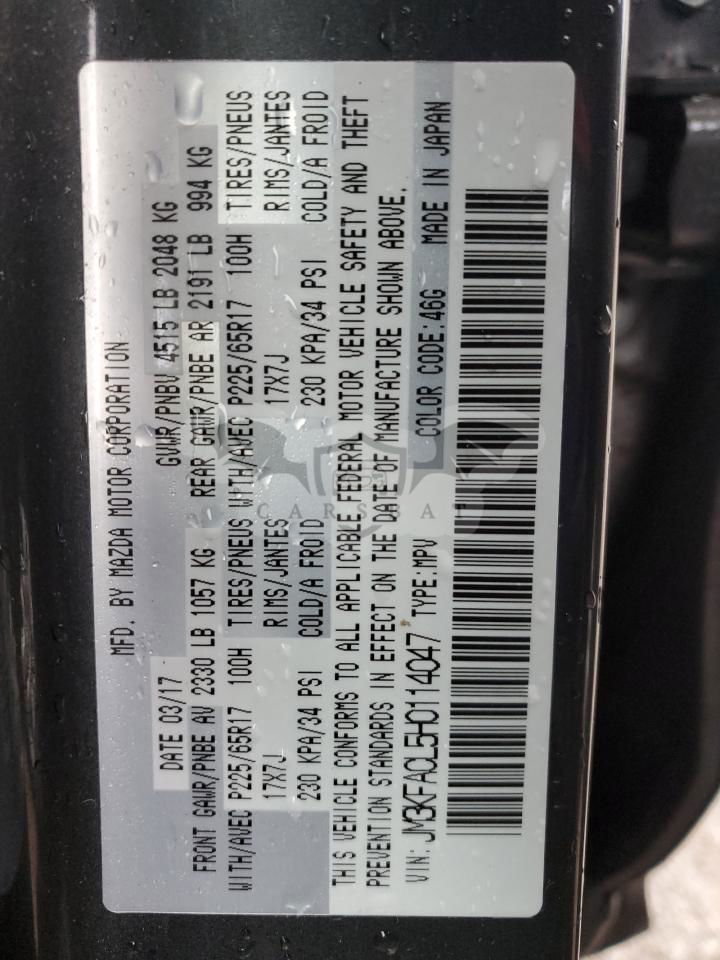 MFD. BY MAZDA MOTOR CORPORATION
DATE 03/17 GVWR/PNBV 4515 LB 2048 KG
FRONT GAWR/PNBE AV 2330 LB 1057 KG REAR GAWR/PNBE AR 2191 LB 994 KG
WITH/AVEC P225/65R17 100H TIRES/PNEUS WITH/AVEC P225/65R17 100H TIRES/PNEUS
17X7J RIMS/JANTES 17X7J RIMS/JANTES
230 KPA/34 PSI COLD/A FROID 230 KPA/34 PSI COLD/A FROID
THIS VEHICLE CONFORMS TO ALL APPLICABLE FEDERAL MOTOR VEHICLE SAFETY AND THEFT
PREVENTION STANDARDS IN EFFECT ON THE DATE OF MANUFACTURE SHOWN ABOVE.
VIN: JM3KFACL5H0114047 TYPE:MPV COLOR CODE:46G MADE IN JAPAN
CARSBAT